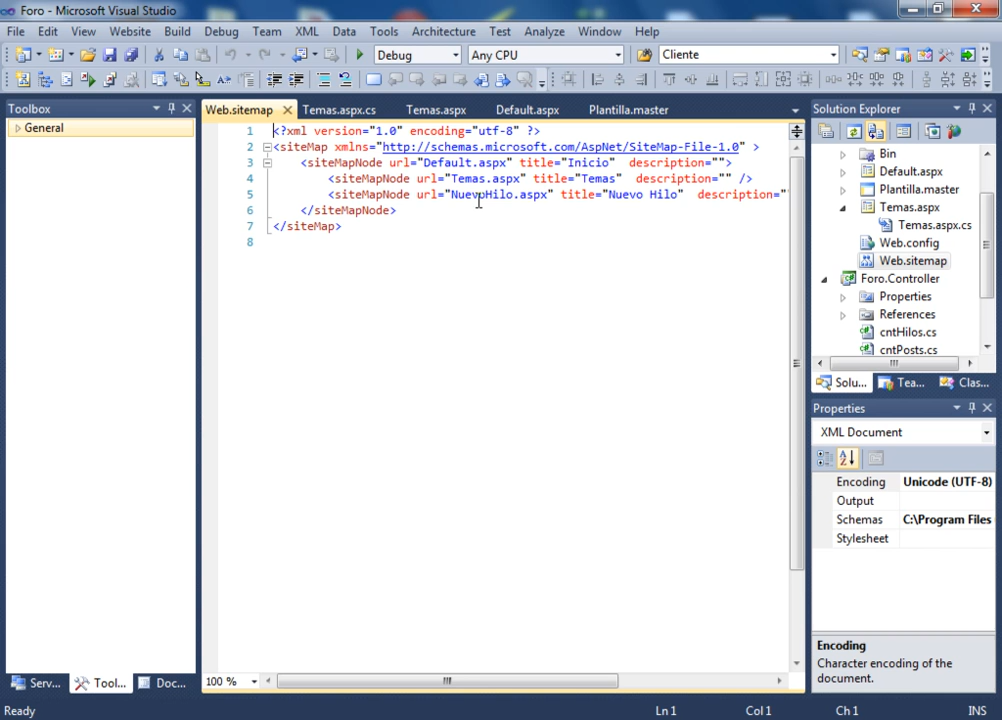 Foro - Microsoft Visual Studio
File Edit View Website Build Debug Team XML Data Tools Architecture Test Analyze Window Help
Debug Any CPU Cliente
Toolbox
General
Web.sitemap Temas.aspx.cs Temas.aspx Default.aspx Plantilla.master
1 <?xml version="1.0" encoding="utf-8" ?>
2 <siteMap xmlns="http://schemas.microsoft.com/AspNet/SiteMap-File-1.0" >
3 <siteMapNode url="Default.aspx" title="Inicio" description="">
4 <siteMapNode url="Temas.aspx" title="Temas" description="" />
5 <siteMapNode url="NuevoHilo.aspx" title="Nuevo Hilo" description="
6 </siteMapNode>
7 </siteMap>
8
Solution Explorer
Bin
Default.aspx
Plantilla.master
Temas.aspx
Temas.aspx.cs
Web.config
Web.sitemap
Foro.Controller
Properties
References
cntHilos.cs
cntPosts.cs
Solu... Tea... Clas...
Properties
XML Document
Encoding Unicode (UTF-8)
Output
Schemas C:\Program Files
Stylesheet
Encoding
Character encoding of the
document.
Serv... Tool... Doc...
100 %
Ready Ln 1 Col 1 Ch 1 INS